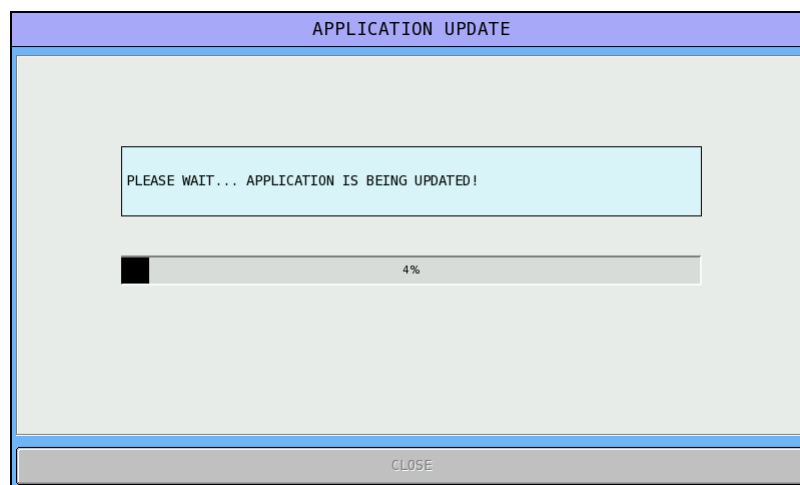 APPLICATION UPDATE
PLEASE WAIT... APPLICATION IS BEING UPDATED!
4%
CLOSE